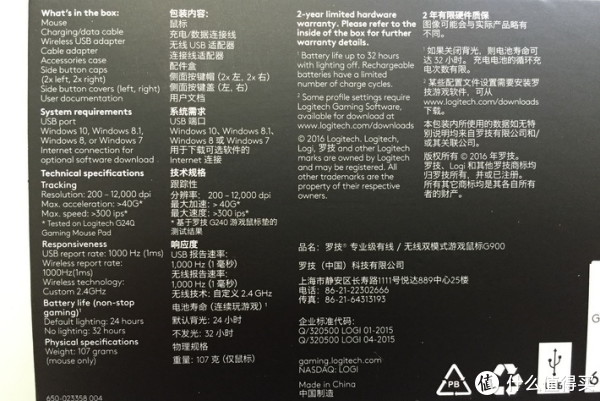 What's in the box:
Mouse
Charging/data cable
Wireless USB adapter
Cable adapter
Accessories case
Side button caps
(2x left, 2x right)
Side button covers (left, right)
User documentation
System requirements
USB port
Windows 10, Windows 8.1,
Windows 8, or Windows 7
Internet connection for
optional software download
Technical specifications
Tracking
Resolution: 200 – 12,000 dpi
Max. acceleration: >40G*
Max. speed: >300 ips*
* Tested on Logitech G240
Gaming Mouse Pad
Responsiveness
USB report rate: 1000 Hz (1ms)
Wireless report rate:
1000Hz(1ms)
Wireless technology:
Custom 2.4GHz
Battery life (non-stop
gaming)¹
Default lighting: 24 hours
No lighting: 32 hours
Physical specifications
Weight: 107 grams
(mouse only)
650-023358 004
包装内容:
鼠标
充电/数据连接线
无线 USB 适配器
连接线适配器
配件盒
侧面按键帽 (2x 左, 2x 右)
侧面按键盖 (左, 右)
用户文档
系统需求
USB 端口
Windows 10、Windows 8.1、
Windows 8 或 Windows 7
用于下载可选软件的
Internet 连接
技术规格
跟踪性
分辨率: 200 – 12,000 dpi
最大加速: > 40G*
最大速度: >300 ips*
* 基于罗技 G240 游戏鼠标垫的
测试结果
响应度
USB 报告速率:
1,000 Hz (1 毫秒)
无线报告速率:
1,000 Hz (1 毫秒)
无线技术: 自定义 2.4 GHz
电池寿命 (连续玩游戏)¹
默认背光: 24 小时
不发光: 32 小时
物理规格
重量: 107 克 (仅鼠标)
2-year limited hardware
warranty. Please refer to the
inside of the box for further
warranty details.
¹ Battery life up to 32 hours
with lighting off. Rechargeable
batteries have a limited
number of charge cycles.
² Some profile settings require
Logitech Gaming Software,
available for download at
www.logitech.com/downloads
© 2016 Logitech. Logitech,
Logi, 罗技 and other Logitech
marks are owned by Logitech
and may be registered. All
other trademarks are the
property of their respective
owners.
2 年有限硬件质保
图像可能会与实际产品略有
不同。
¹ 如果关闭背光，则电池寿命可
达 32 小时。充电电池的循环充
电次数有限。
² 某些配置文件设置需要安装罗
技游戏软件，可从
www.logitech.com/downloads
下载。
本包装内所使用的数据如无特
别说明均来自罗技有限公司和/
或其关联公司。
版权所有 © 2016 年罗技。
罗技、Logi 和其他罗技商标均
归罗技所有，并或已注册。
所有其它商标均是其各自所有
者的财产。
品名: 罗技® 专业级有线 / 无线双模式游戏鼠标G900
罗技（中国）科技有限公司
上海市静安区长寿路1111号悦达889中心25楼
电话: 86-21-22302666
传真: 86-21-64313193
企业标准代码:
Q/320500 LOGI 01-2015
Q/320500 LOGI 04-2015
gaming.logitech.com
NASDAQ: LOGI
Made in China
中国制造
PB
G
6
值 什么值得买